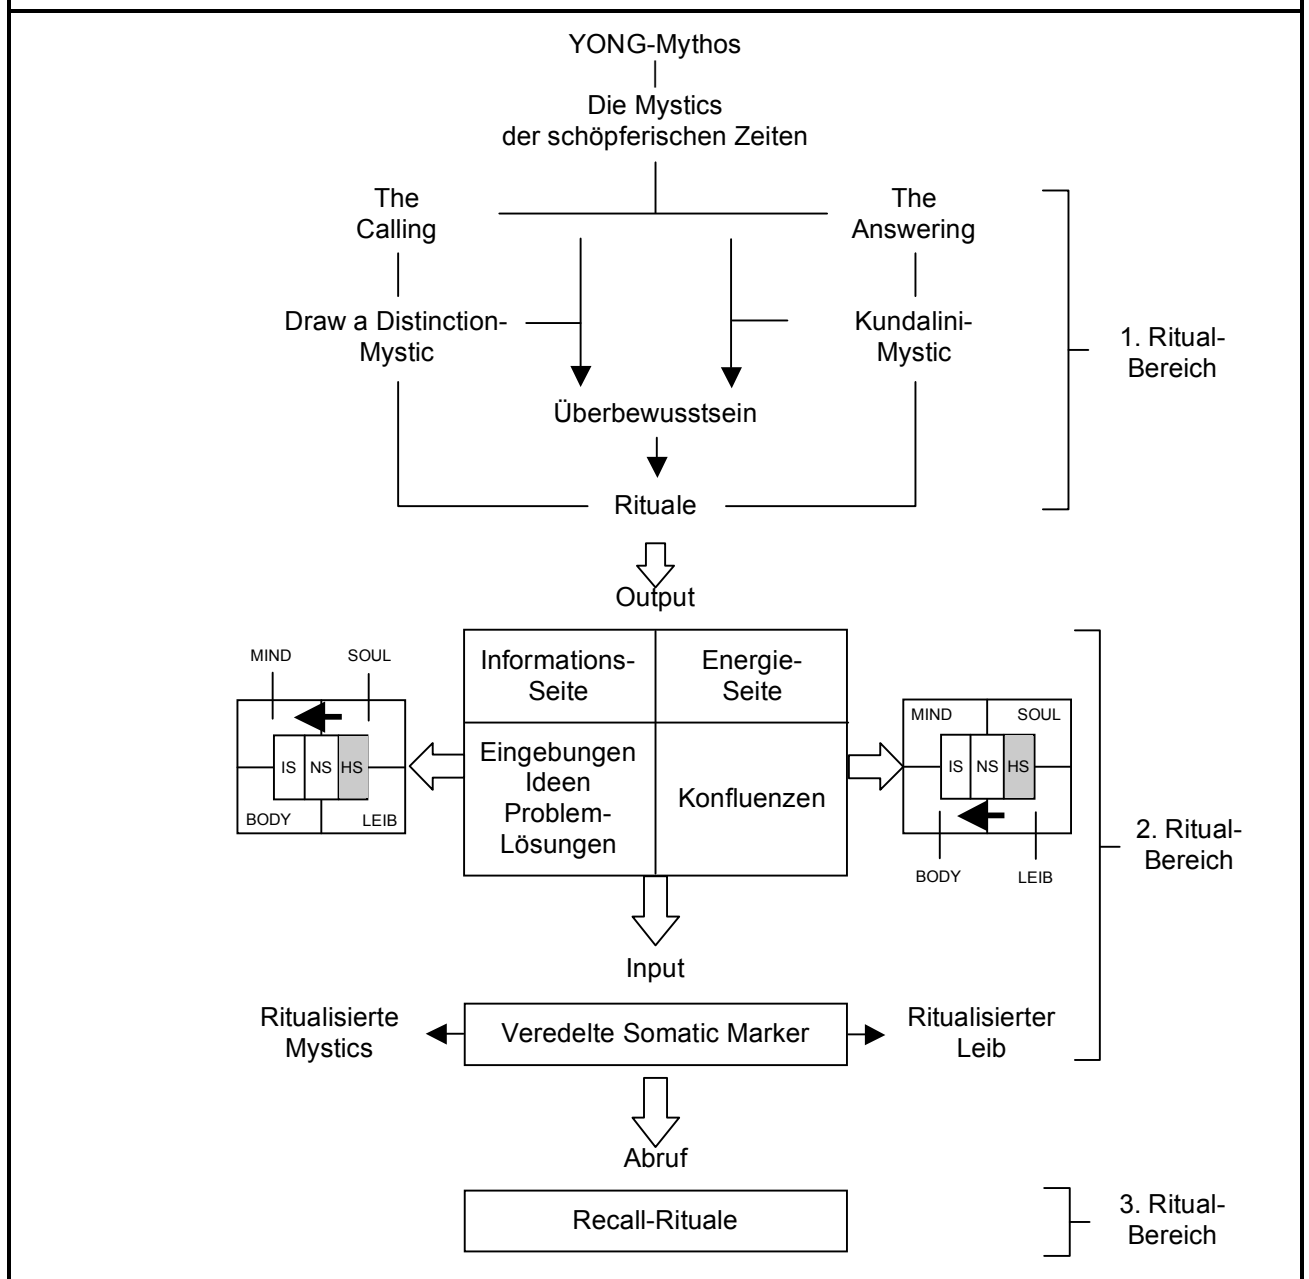 YONG-Mythos
Die Mystics
der schöpferischen Zeiten
The
Calling
The
Answering
Draw a Distinction-
Mystic
Kundalini-
Mystic
1. Ritual-
Bereich
Überbewusstsein
Rituale
Output
Informations-
Seite
Energie-
Seite
Eingebungen
Ideen
Problem-
Lösungen
Konfluenzen
MIND
SOUL
IS
NS
HS
BODY
LEIB
MIND
SOUL
IS
NS
HS
BODY
LEIB
2. Ritual-
Bereich
Input
Ritualisierte
Mystics
Veredelte Somatic Marker
Ritualisierter
Leib
Abruf
Recall-Rituale
3. Ritual-
Bereich